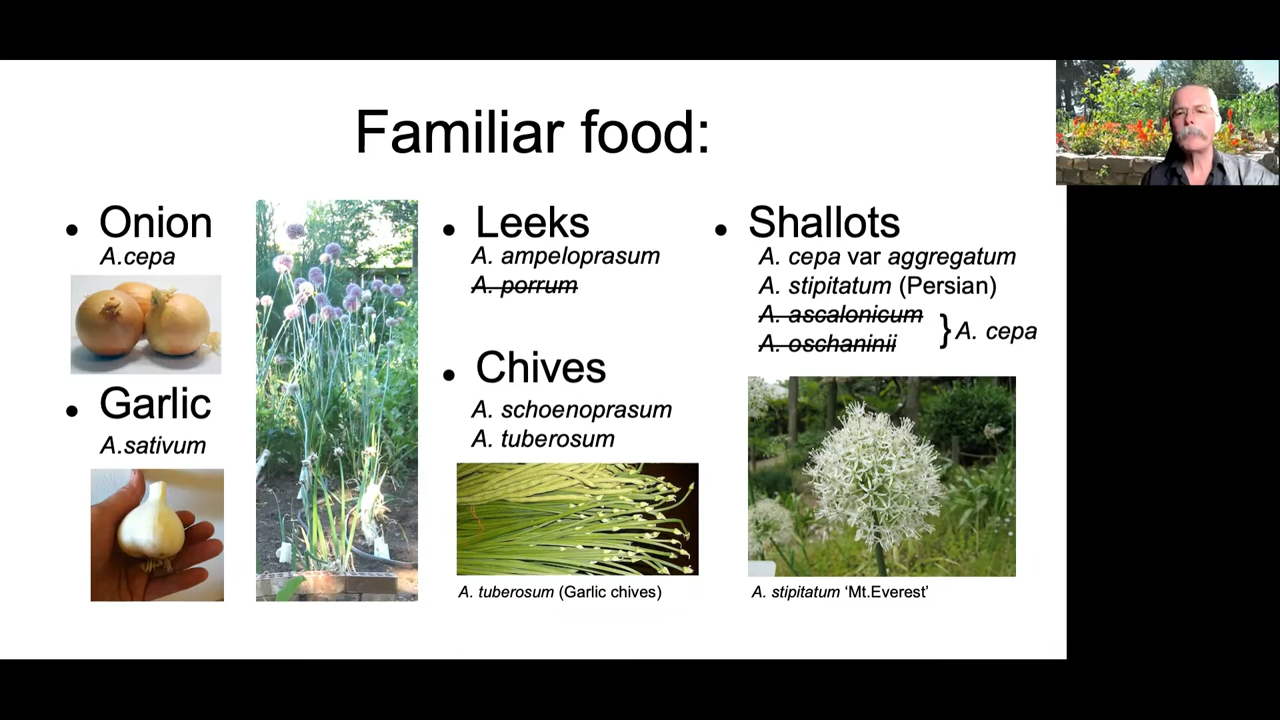 Familiar food:
• Onion
A.cepa
• Garlic
A.sativum
• Leeks
A. ampeloprasum
A. porrum
• Chives
A. schoenoprasum
A. tuberosum
A. tuberosum (Garlic chives)
• Shallots
A. cepa var aggregatum
A. stipitatum (Persian)
A. ascalonicum
A. oschaninii
} A. cepa
A. stipitatum ‘Mt.Everest’